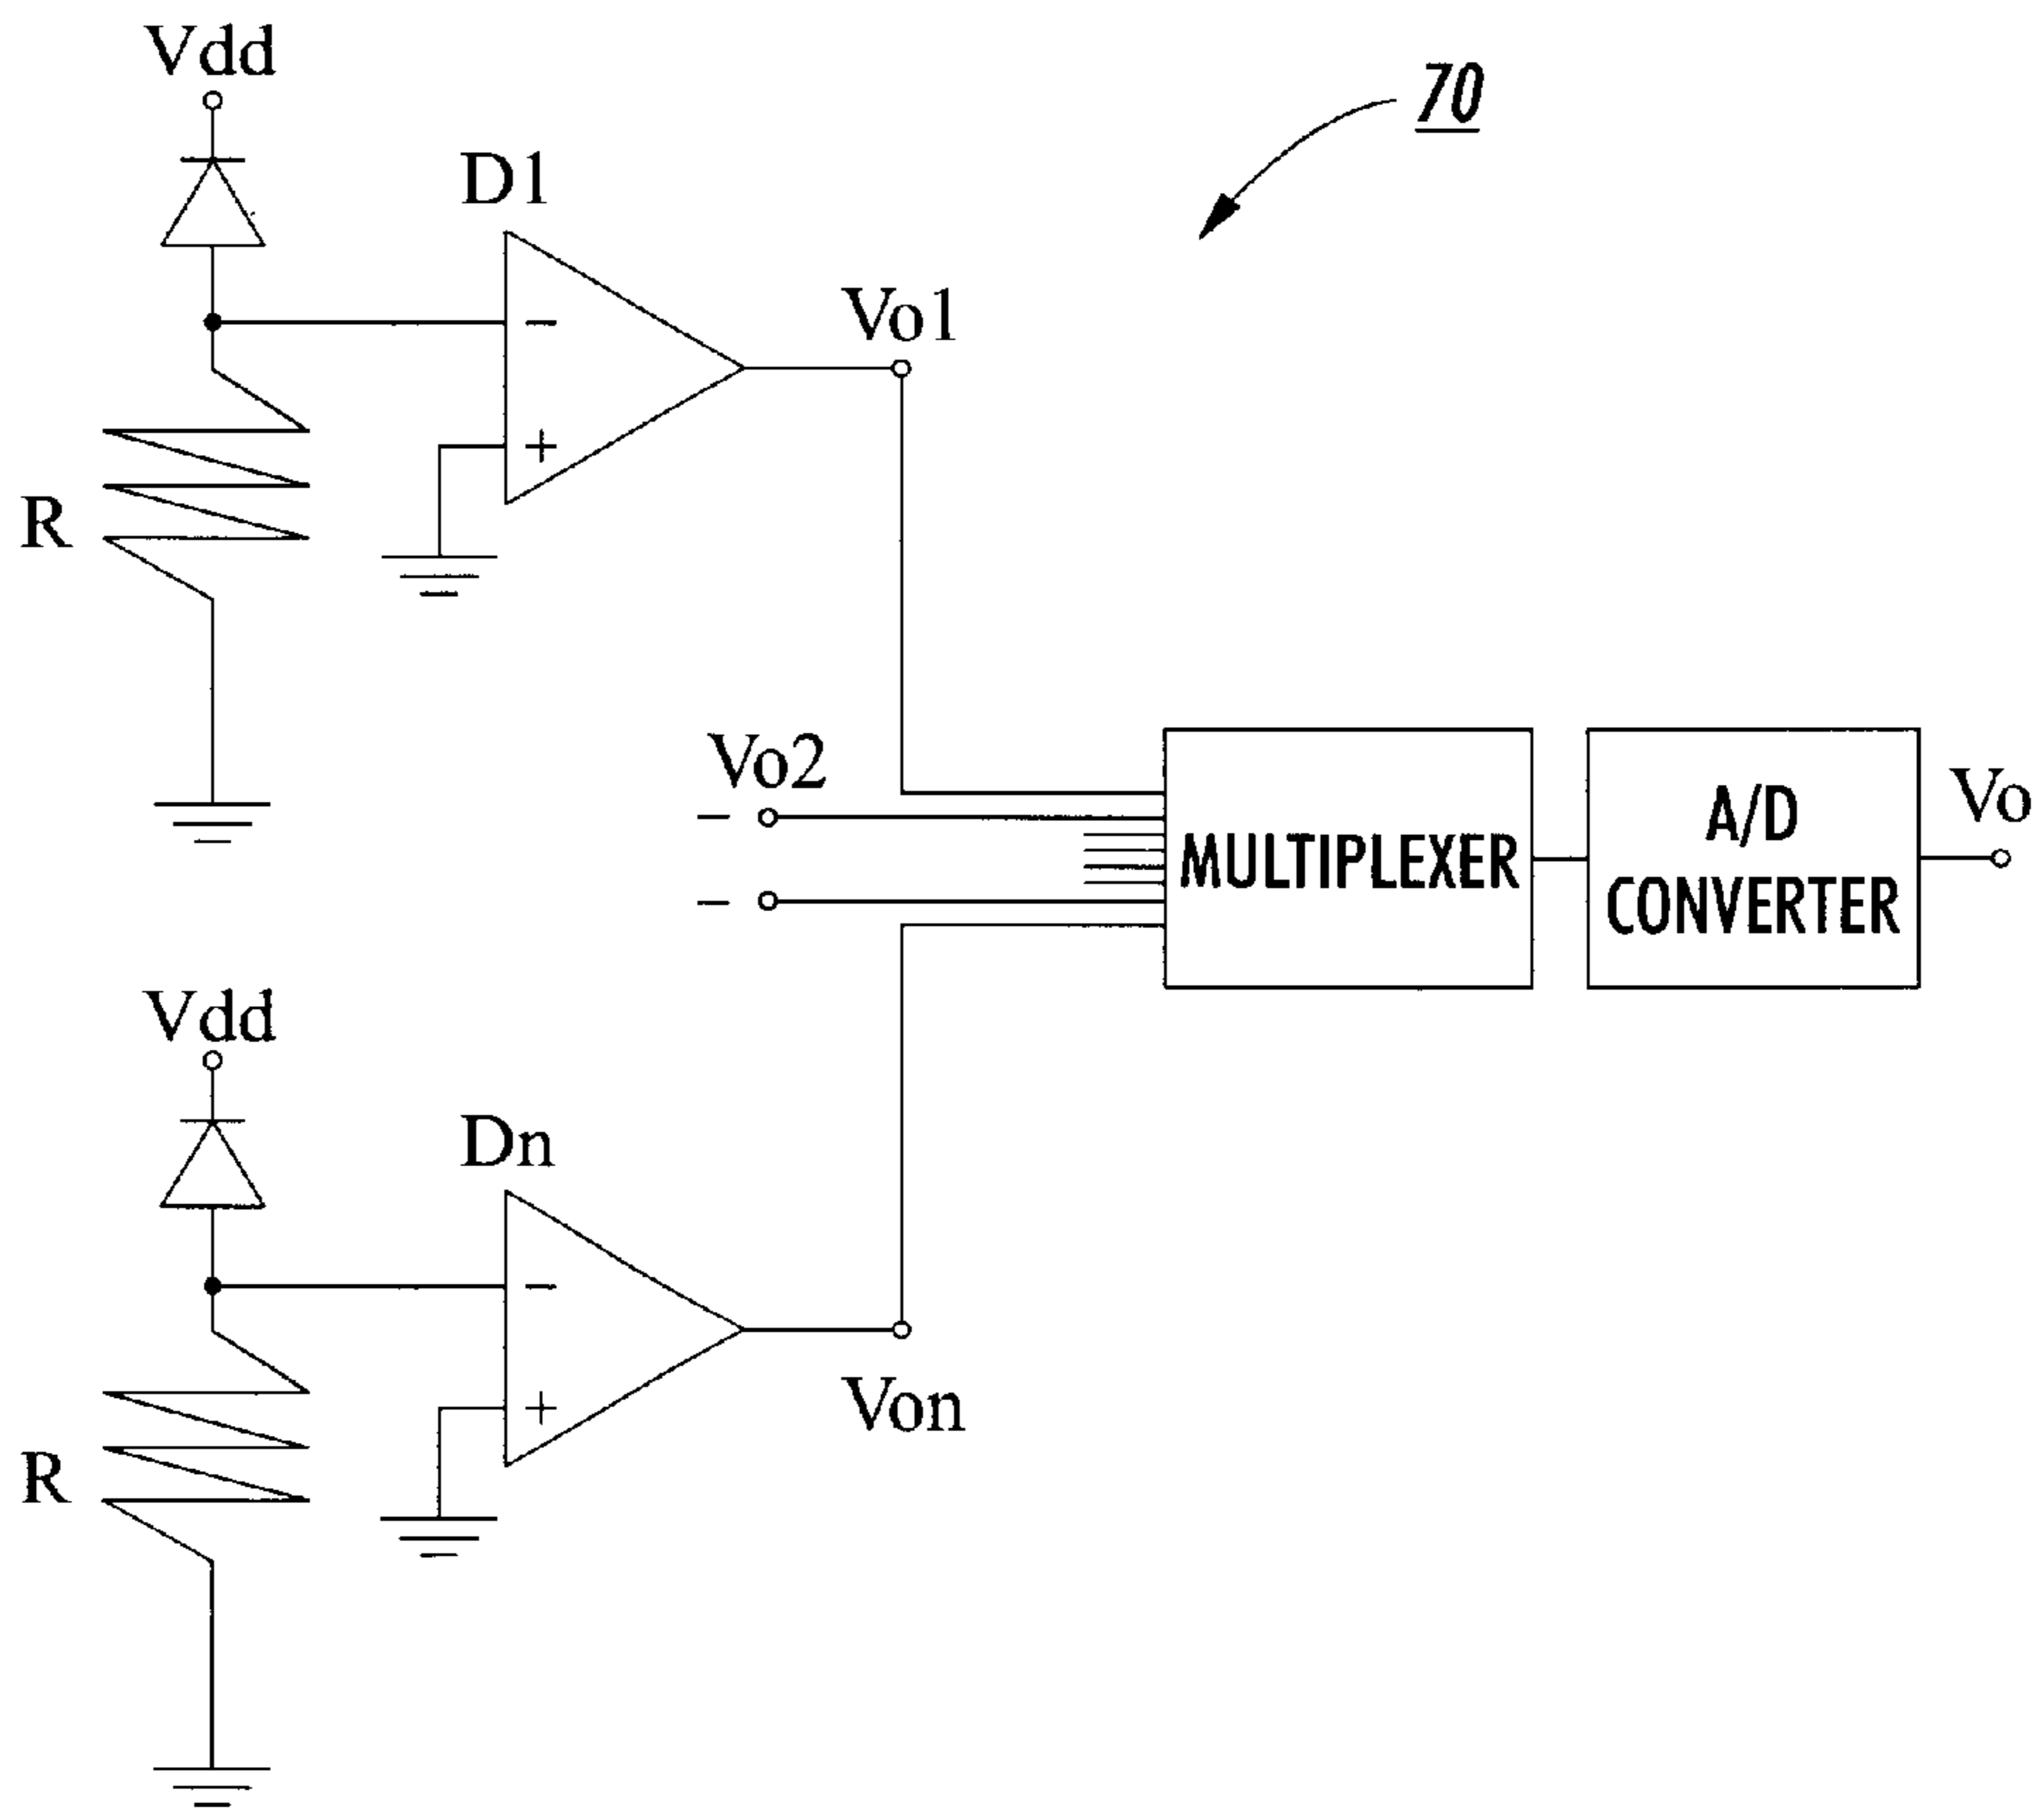 Vdd
70
D1
Vo1
−
+
R
Vo2
−
−
MULTIPLEXER
A/D
CONVERTER
Vo
Vdd
Dn
−
+
Von
R